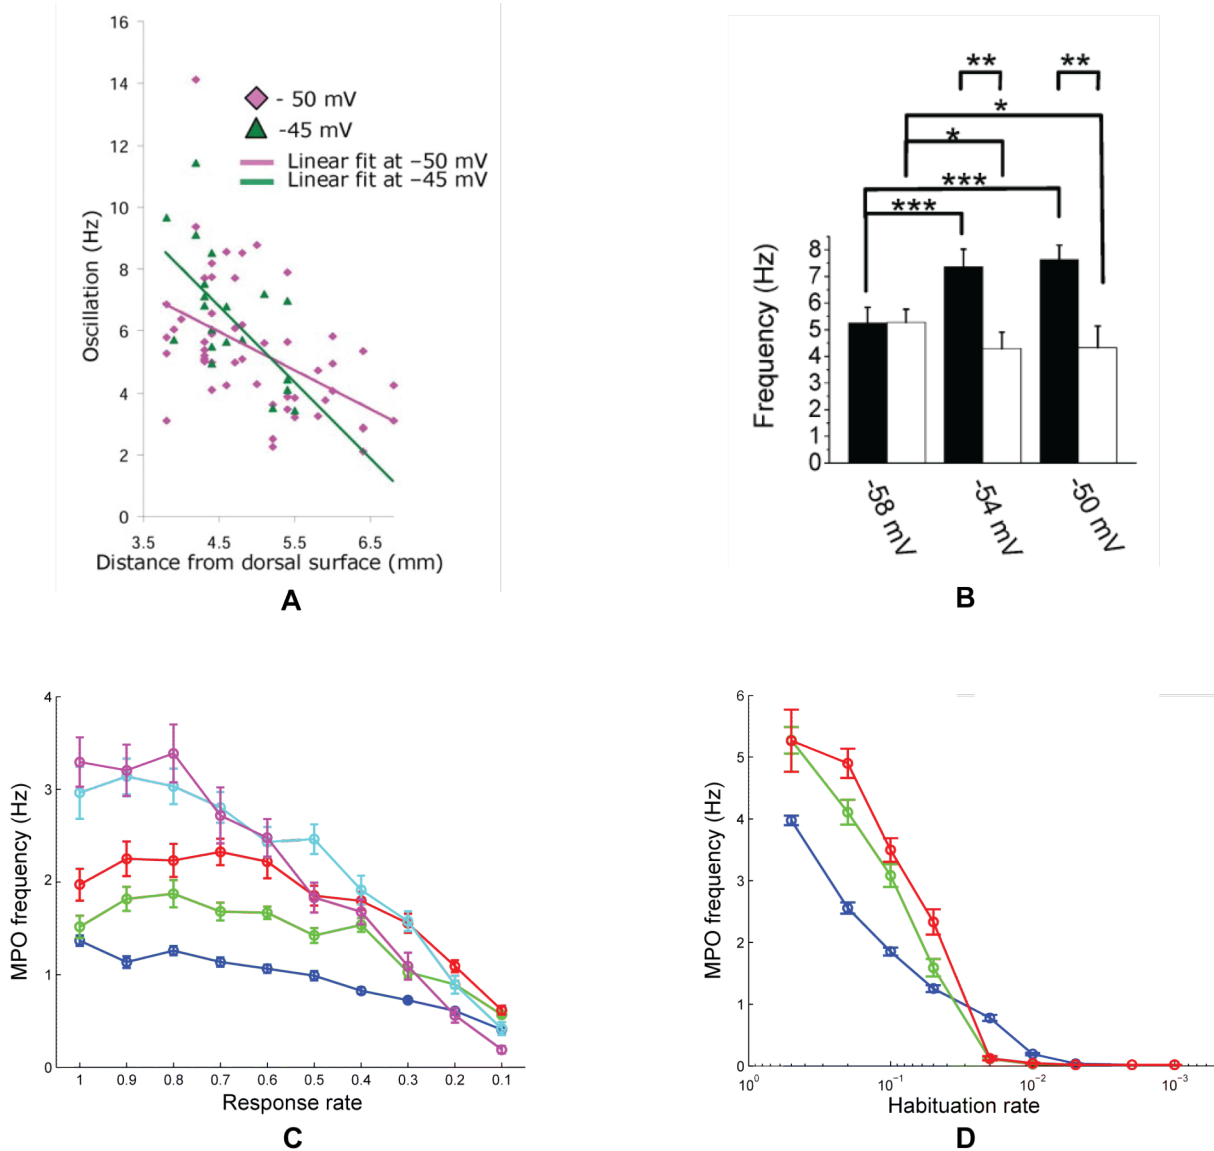 16
14
12
10
8
6
4
2
0
Oscillation (Hz)
- 50 mV
-45 mV
Linear fit at −50 mV
Linear fit at −45 mV
3.5 4.5 5.5 6.5
Distance from dorsal surface (mm)
A
** **
*
*
***
***
8
7
6
5
4
3
2
1
0
Frequency (Hz)
-58 mV -54 mV -50 mV
B
4
3
2
1
0
MPO frequency (Hz)
1 0.9 0.8 0.7 0.6 0.5 0.4 0.3 0.2 0.1
Response rate
C
6
5
4
3
2
1
0
MPO frequency (Hz)
10⁰ 10⁻¹ 10⁻² 10⁻³
Habituation rate
D